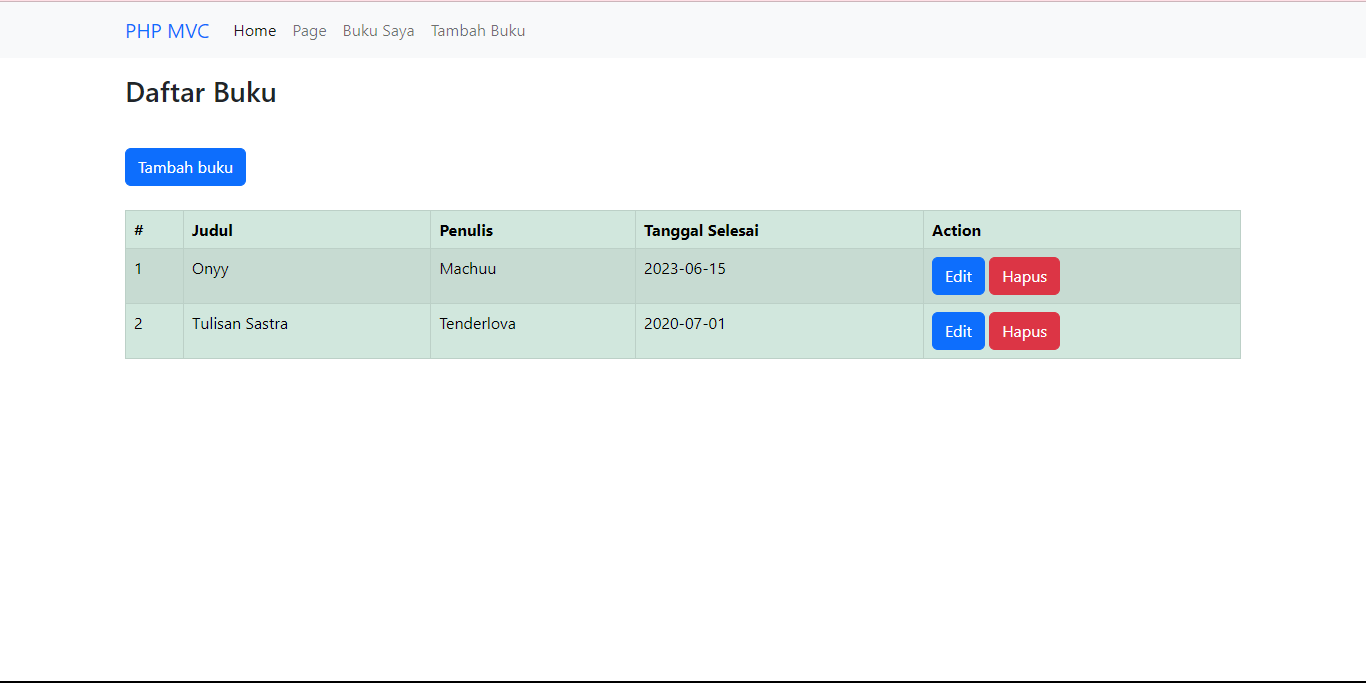 PHP MVC Home Page Buku Saya Tambah Buku
Daftar Buku
Tambah buku
# Judul Penulis Tanggal Selesai Action
1 Onyy Machuu 2023-06-15 Edit Hapus
2 Tulisan Sastra Tenderlova 2020-07-01 Edit Hapus